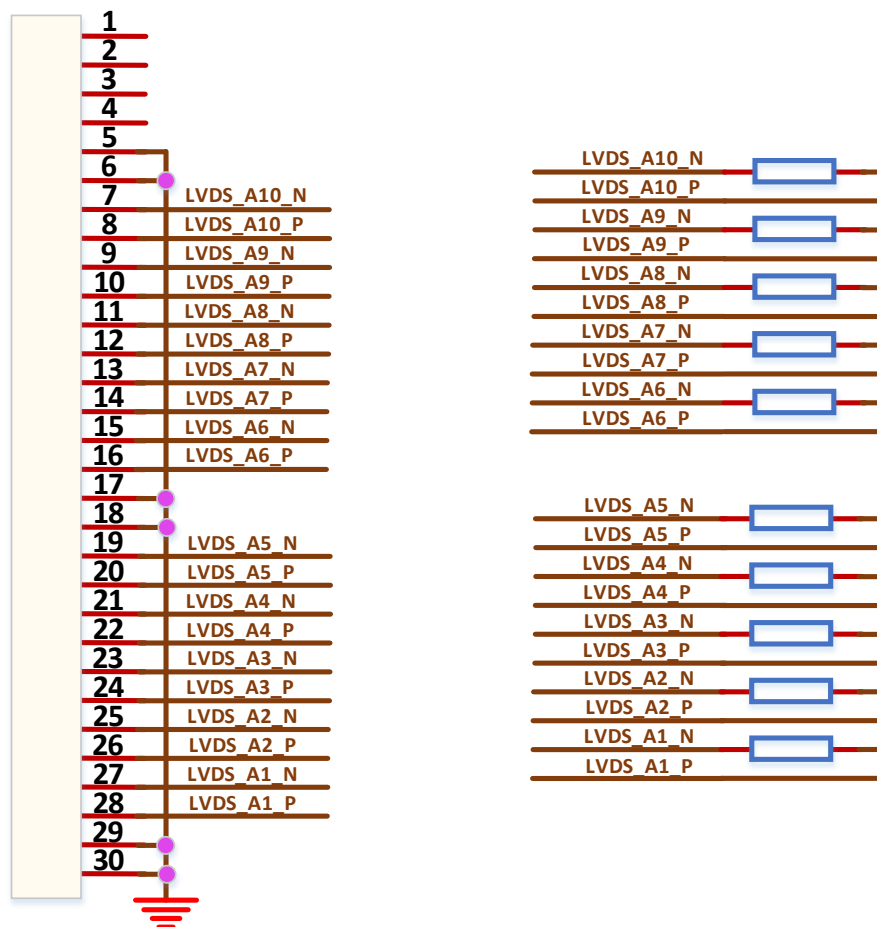 1
2
3
4
5
6
7 LVDS_A10_N
8 LVDS_A10_P
9 LVDS_A9_N
10 LVDS_A9_P
11 LVDS_A8_N
12 LVDS_A8_P
13 LVDS_A7_N
14 LVDS_A7_P
15 LVDS_A6_N
16 LVDS_A6_P
17
18
19 LVDS_A5_N
20 LVDS_A5_P
21 LVDS_A4_N
22 LVDS_A4_P
23 LVDS_A3_N
24 LVDS_A3_P
25 LVDS_A2_N
26 LVDS_A2_P
27 LVDS_A1_N
28 LVDS_A1_P
29
30
LVDS_A10_N
LVDS_A10_P
LVDS_A9_N
LVDS_A9_P
LVDS_A8_N
LVDS_A8_P
LVDS_A7_N
LVDS_A7_P
LVDS_A6_N
LVDS_A6_P
LVDS_A5_N
LVDS_A5_P
LVDS_A4_N
LVDS_A4_P
LVDS_A3_N
LVDS_A3_P
LVDS_A2_N
LVDS_A2_P
LVDS_A1_N
LVDS_A1_P